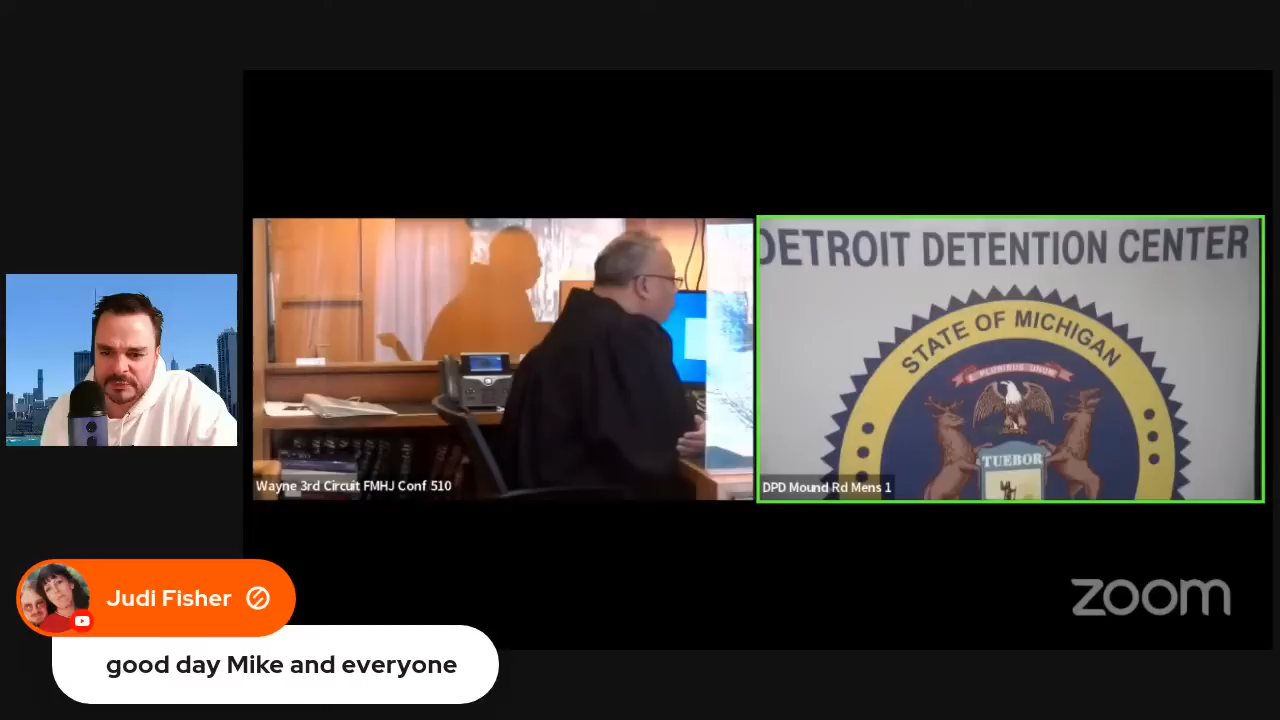 DETROIT DETENTION CENTER
STATE OF MICHIGAN
E PLURIBUS UNUM
TUEBOR
Wayne 3rd Circuit FMHJ Conf 510
DPD Mound Rd Mens 1
zoom
Judi Fisher
good day Mike and everyone